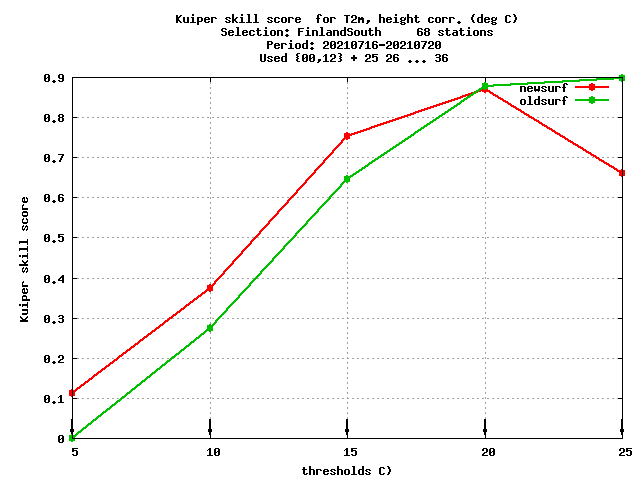 Kuiper skill score  for T2m, height corr. (deg C)
Selection: FinlandSouth     68 stations
Period: 20210716-20210720
Used {00,12} + 25 26 ... 36
newsurf
oldsurf
0.9
0.8
0.7
0.6
0.5
0.4
0.3
0.2
0.1
0
Kuiper skill score
5 10 15 20 25
thresholds C)